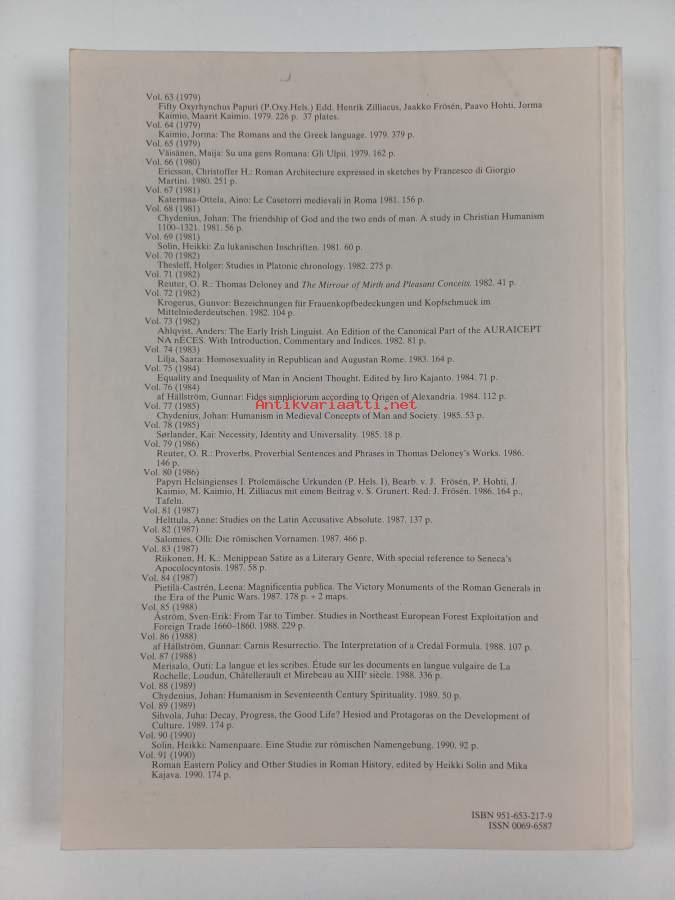 Vol. 63 (1979)
Fifty Oxyrhynchus Papuri (P.Oxy.Hels.) Edd. Henrik Zilliacus, Jaakko Frösén, Paavo Hohti, Jorma
Kaimio, Maarit Kaimio. 1979. 226 p. 37 plates.
Vol. 64 (1979)
Kaimio, Jorma: The Romans and the Greek language. 1979. 379 p.
Vol. 65 (1979)
Väisänen, Maija: Su una gens Romana: Gli Ulpii. 1979. 162 p.
Vol. 66 (1980)
Ericsson, Christoffer H.: Roman Architecture expressed in sketches by Francesco di Giorgio
Martini. 1980. 251 p.
Vol. 67 (1981)
Katermaa-Ottela, Aino: Le Casetorri medievali in Roma 1981. 156 p.
Vol. 68 (1981)
Chydenius, Johan: The friendship of God and the two ends of man. A study in Christian Humanism
1100–1321. 1981. 56 p.
Vol. 69 (1981)
Solin, Heikki: Zu lukanischen Inschriften. 1981. 60 p.
Vol. 70 (1982)
Thesleff, Holger: Studies in Platonic chronology. 1982. 275 p.
Vol. 71 (1982)
Reuter, O. R.: Thomas Deloney and The Mirrour of Mirth and Pleasant Conceits. 1982. 41 p.
Vol. 72 (1982)
Krogerus, Gunvor: Bezeichnungen für Frauenkopfbedeckungen und Kopfschmuck im
Mittelniederdeutschen. 1982. 104 p.
Vol. 73 (1982)
Ahlqvist, Anders: The Early Irish Linguist. An Edition of the Canonical Part of the AURAICEPT
NA nÉCES. With Introduction, Commentary and Indices. 1982. 81 p.
Vol. 74 (1983)
Lilja, Saara: Homosexuality in Republican and Augustan Rome. 1983. 164 p.
Vol. 75 (1984)
Equality and Inequality of Man in Ancient Thought. Edited by Iiro Kajanto. 1984. 71 p.
Vol. 76 (1984)
af Hällström, Gunnar: Fides simpliciorum according to Origen of Alexandria. 1984. 112 p.
Antikvariaatti.net
Vol. 77 (1985)
Chydenius, Johan: Humanism in Medieval Concepts of Man and Society. 1985. 53 p.
Vol. 78 (1985)
Sørlander, Kai: Necessity, Identity and Universality. 1985. 18 p.
Vol. 79 (1986)
Reuter, O. R.: Proverbs, Proverbial Sentences and Phrases in Thomas Deloney's Works. 1986.
146 p.
Vol. 80 (1986)
Papyri Helsingienses I. Ptolemäische Urkunden (P. Hels. I), Bearb. v. J. Frösén, P. Hohti, J.
Kaimio, M. Kaimio, H. Zilliacus mit einem Beitrag v. S. Grunert. Red. J. Frösén. 1986. 164 p.,
Tafeln.
Vol. 81 (1987)
Helttula, Anne: Studies on the Latin Accusative Absolute. 1987. 137 p.
Vol. 82 (1987)
Salomies, Olli: Die römischen Vornamen. 1987. 466 p.
Vol. 83 (1987)
Riikonen, H. K.: Menippean Satire as a Literary Genre, With special reference to Seneca's
Apocolocyntosis. 1987. 58 p.
Vol. 84 (1987)
Pietilä-Castrén, Leena: Magnificentia publica. The Victory Monuments of the Roman Generals in
the Era of the Punic Wars. 1987. 178 p. + 2 maps.
Vol. 85 (1988)
Åström, Sven-Erik: From Tar to Timber. Studies in Northeast European Forest Exploitation and
Foreign Trade 1660–1860. 1988. 229 p.
Vol. 86 (1988)
af Hällström, Gunnar: Carnis Resurrectio. The Interpretation of a Credal Formula. 1988. 107 p.
Vol. 87 (1988)
Merisalo, Outi: La langue et les scribes. Étude sur les documents en langue vulgaire de La
Rochelle, Loudun, Châtellerault et Mirebeau au XIIIᵉ siècle. 1988. 336 p.
Vol. 88 (1989)
Chydenius, Johan: Humanism in Seventeenth Century Spirituality. 1989. 50 p.
Vol. 89 (1989)
Sihvola, Juha: Decay, Progress, the Good Life? Hesiod and Protagoras on the Development of
Culture. 1989. 174 p.
Vol. 90 (1990)
Solin, Heikki: Namenpaare. Eine Studie zur römischen Namengebung. 1990. 92 p.
Vol. 91 (1990)
Roman Eastern Policy and Other Studies in Roman History, edited by Heikki Solin and Mika
Kajava. 1990. 174 p.
ISBN 951-653-217-9
ISSN 0069-6587